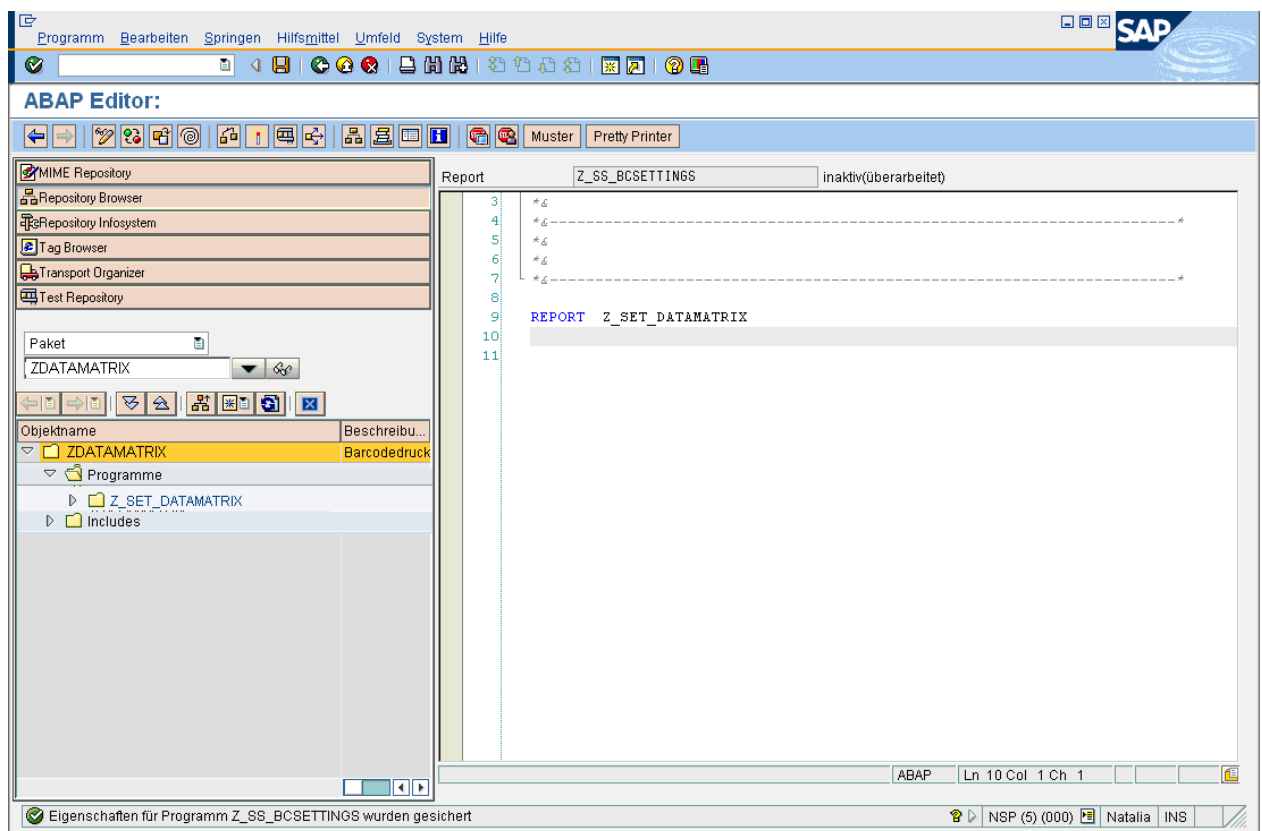 Programm Bearbeiten Springen Hilfsmittel Umfeld System Hilfe
SAP
ABAP Editor:
Muster Pretty Printer
MIME Repository
Repository Browser
Repository Infosystem
Tag Browser
Transport Organizer
Test Repository
Paket
ZDATAMATRIX
Objektname Beschreibu...
ZDATAMATRIX Barcodedruck
Programme
Z_SET_DATAMATRIX
Includes
Report Z_SS_BCSETTINGS inaktiv(überarbeitet)
3 *&
4 *&---------------------------------------------------------------------*
5 *&
6 *&
7 *&---------------------------------------------------------------------*
8
9 REPORT Z_SET_DATAMATRIX
10
11
ABAP Ln 10 Col 1 Ch 1
Eigenschaften für Programm Z_SS_BCSETTINGS wurden gesichert
NSP (5) (000) Natalia INS